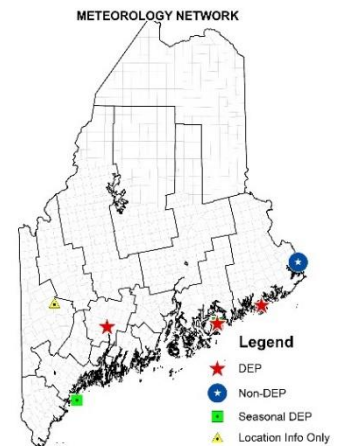 METEOROLOGY NETWORK
Legend
DEP
Non-DEP
Seasonal DEP
Location Info Only